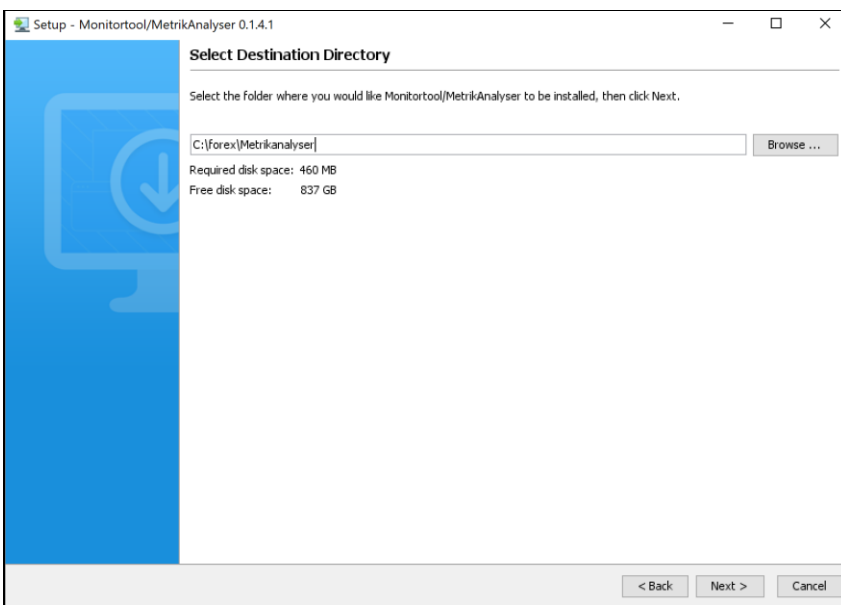 Setup - Monitortool/MetrikAnalyser 0.1.4.1
Select Destination Directory
Select the folder where you would like Monitortool/MetrikAnalyser to be installed, then click Next.
C:\forex\Metrikanalyser
Browse ...
Required disk space: 460 MB
Free disk space: 837 GB
< Back Next > Cancel